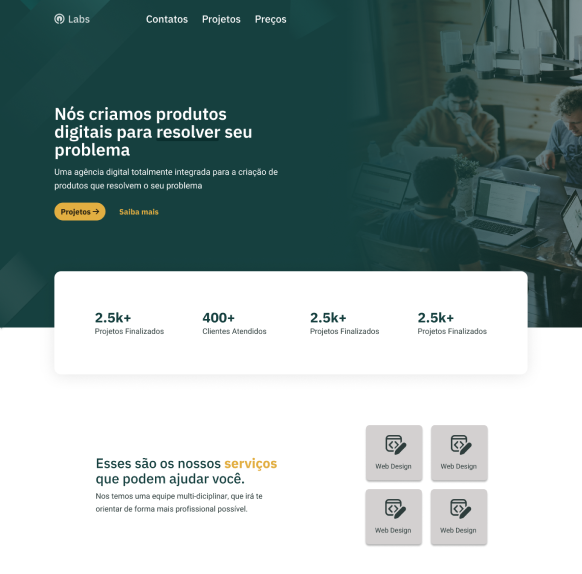 Labs
Contatos Projetos Preços
Nós criamos produtos
digitais para resolver seu
problema
Uma agência digital totalmente integrada para a criação de
produtos que resolvem o seu problema
Projetos →
Saiba mais
2.5k+ 400+ 2.5k+ 2.5k+
Projetos Finalizados Clientes Atendidos Projetos Finalizados Projetos Finalizados
Esses são os nossos serviços
que podem ajudar você.
Nos temos uma equipe multi-diciplinar, que irá te
orientar de forma mais profissional possível.
Web Design Web Design
Web Design Web Design